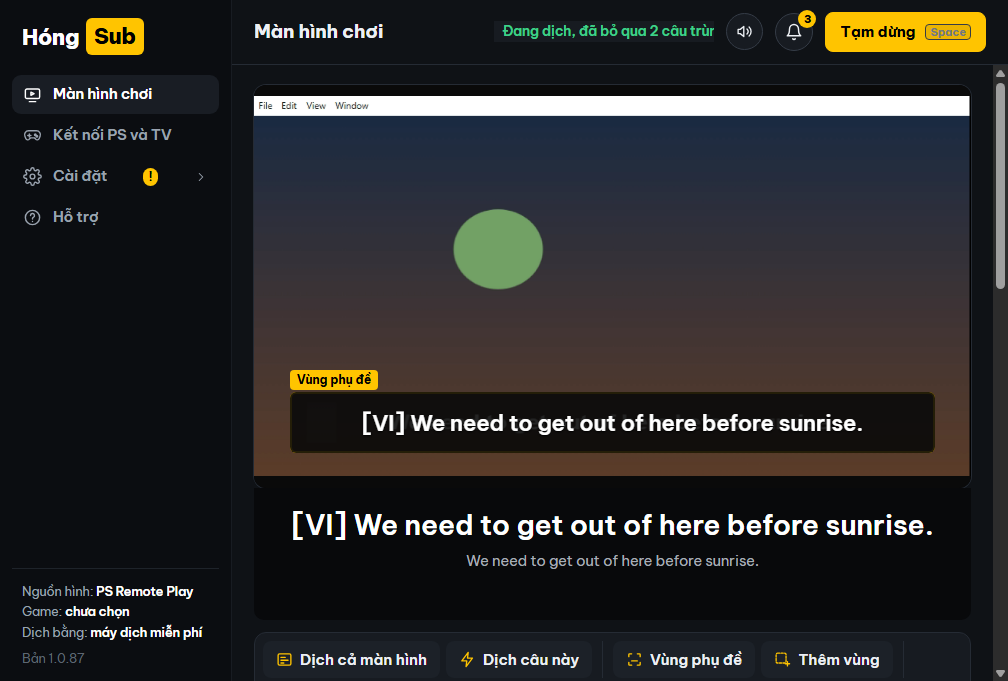 Hóng Sub
Màn hình chơi
Kết nối PS và TV
Cài đặt !
Hỗ trợ
Nguồn hình: PS Remote Play
Game: chưa chọn
Dịch bằng: máy dịch miễn phí
Bản 1.0.87
Màn hình chơi
Đang dịch, đã bỏ qua 2 câu trùn
3
Tạm dừng Space
File Edit View Window
Vùng phụ đề
[VI] We need to get out of here before sunrise.
[VI] We need to get out of here before sunrise.
We need to get out of here before sunrise.
Dịch cả màn hình
Dịch câu này
Vùng phụ đề
Thêm vùng